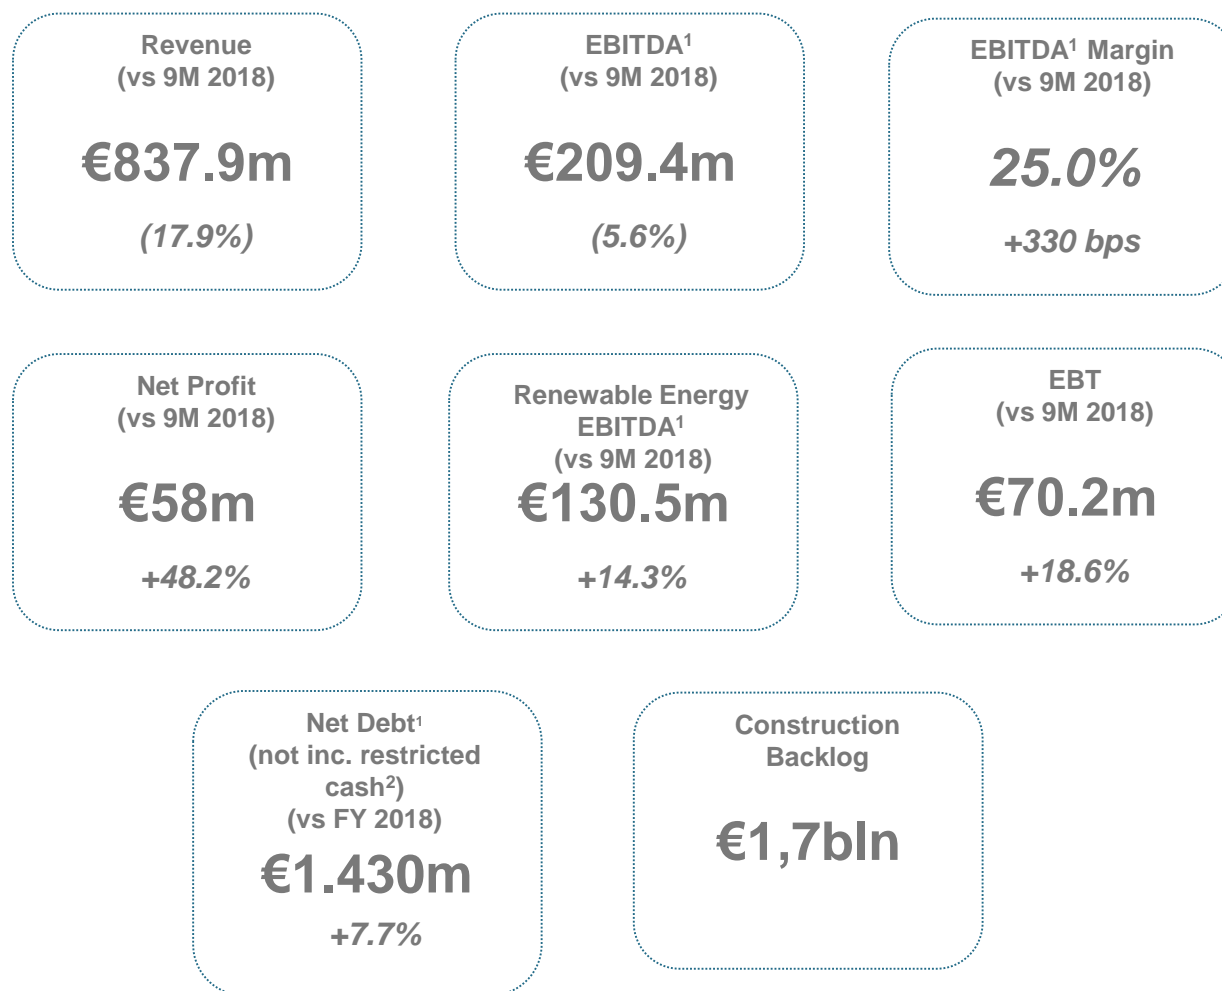 Revenue
(vs 9M 2018)
€837.9m
(17.9%)
EBITDA¹
(vs 9M 2018)
€209.4m
(5.6%)
EBITDA¹ Margin
(vs 9M 2018)
25.0%
+330 bps
Net Profit
(vs 9M 2018)
€58m
+48.2%
Renewable Energy
EBITDA¹
(vs 9M 2018)
€130.5m
+14.3%
EBT
(vs 9M 2018)
€70.2m
+18.6%
Net Debt¹
(not inc. restricted
cash²)
(vs FY 2018)
€1.430m
+7.7%
Construction
Backlog
€1,7bln